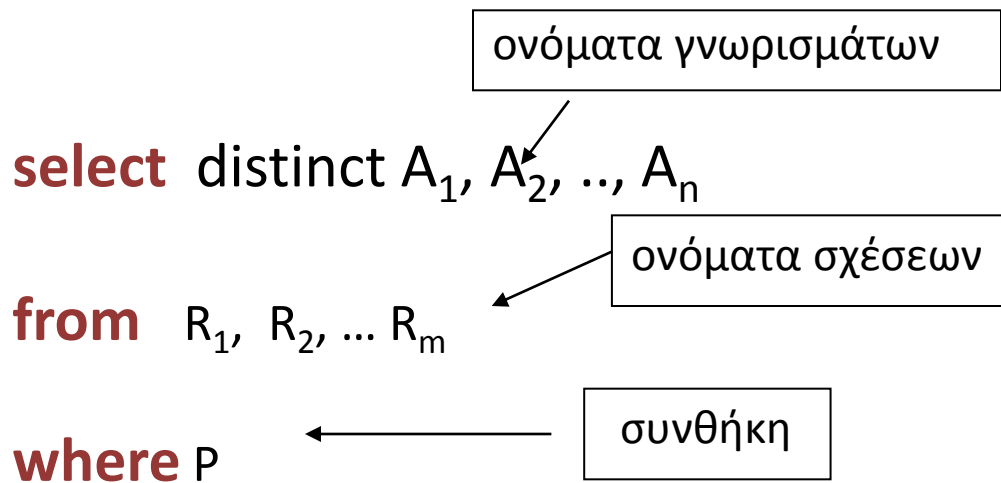 ονόματα γνωρισμάτων
select distinct A₁, A₂, .., Aₙ
ονόματα σχέσεων
from R₁, R₂, ... Rₘ
συνθήκη
where P